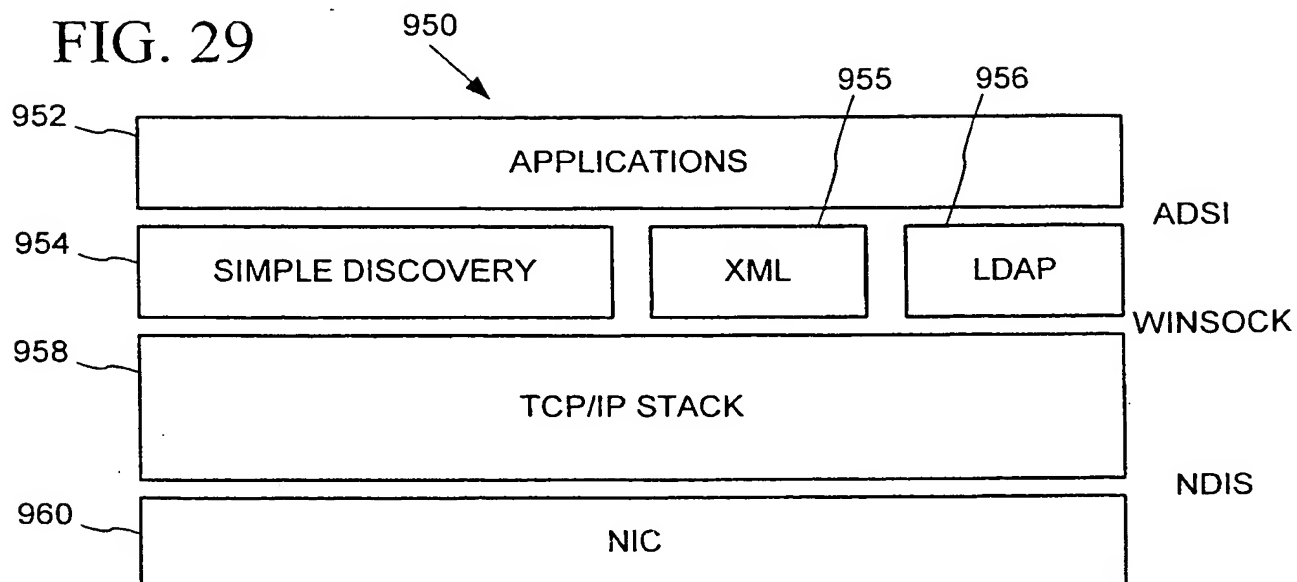 FIG. 29
950
955
956
952
APPLICATIONS
ADSI
954
SIMPLE DISCOVERY
XML
LDAP
WINSOCK
958
TCP/IP STACK
NDIS
960
NIC